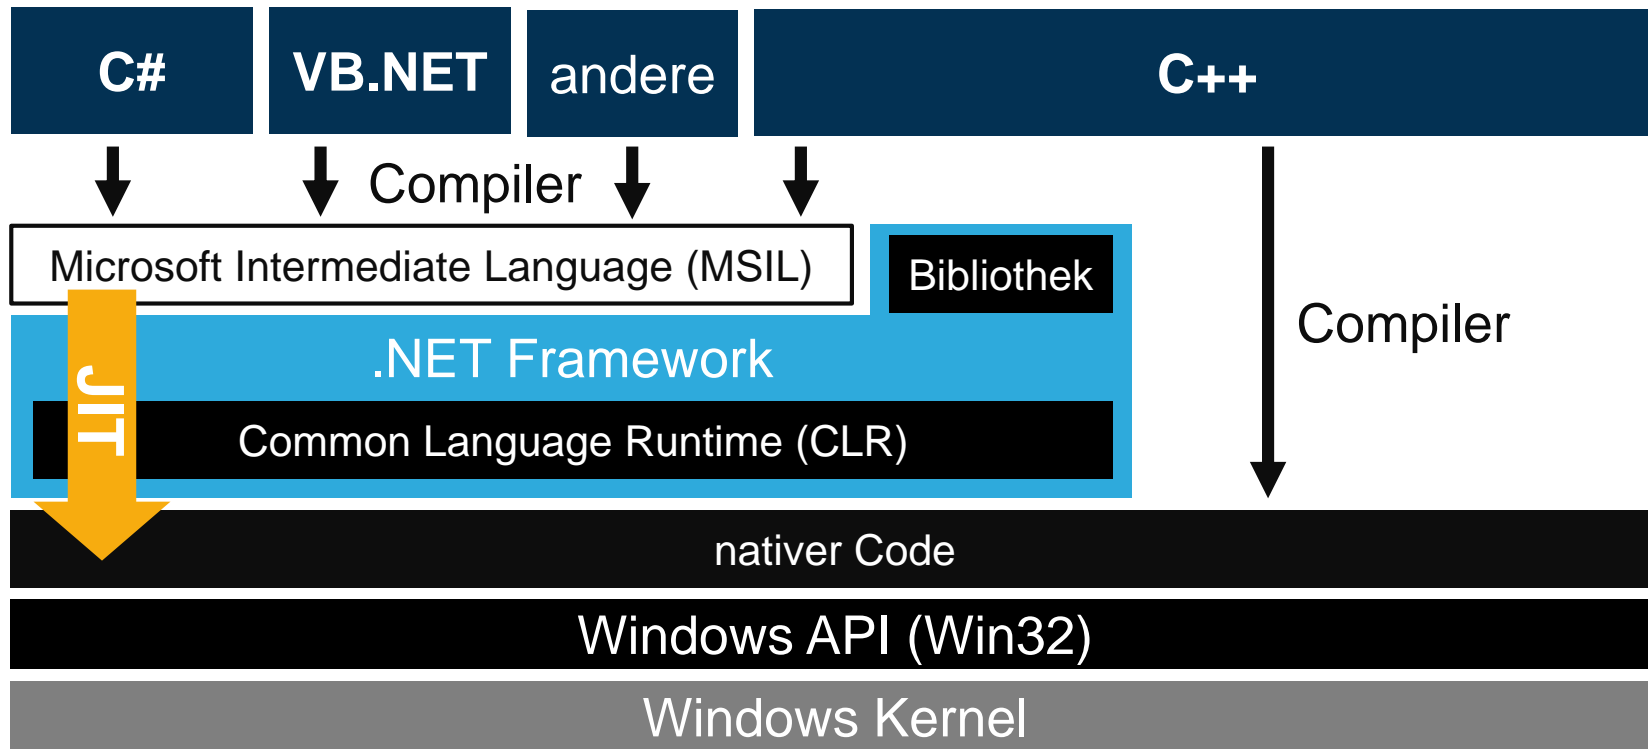 C#
VB.NET
andere
C++
Compiler
Microsoft Intermediate Language (MSIL)
Bibliothek
Compiler
.NET Framework
JIT
Common Language Runtime (CLR)
nativer Code
Windows API (Win32)
Windows Kernel